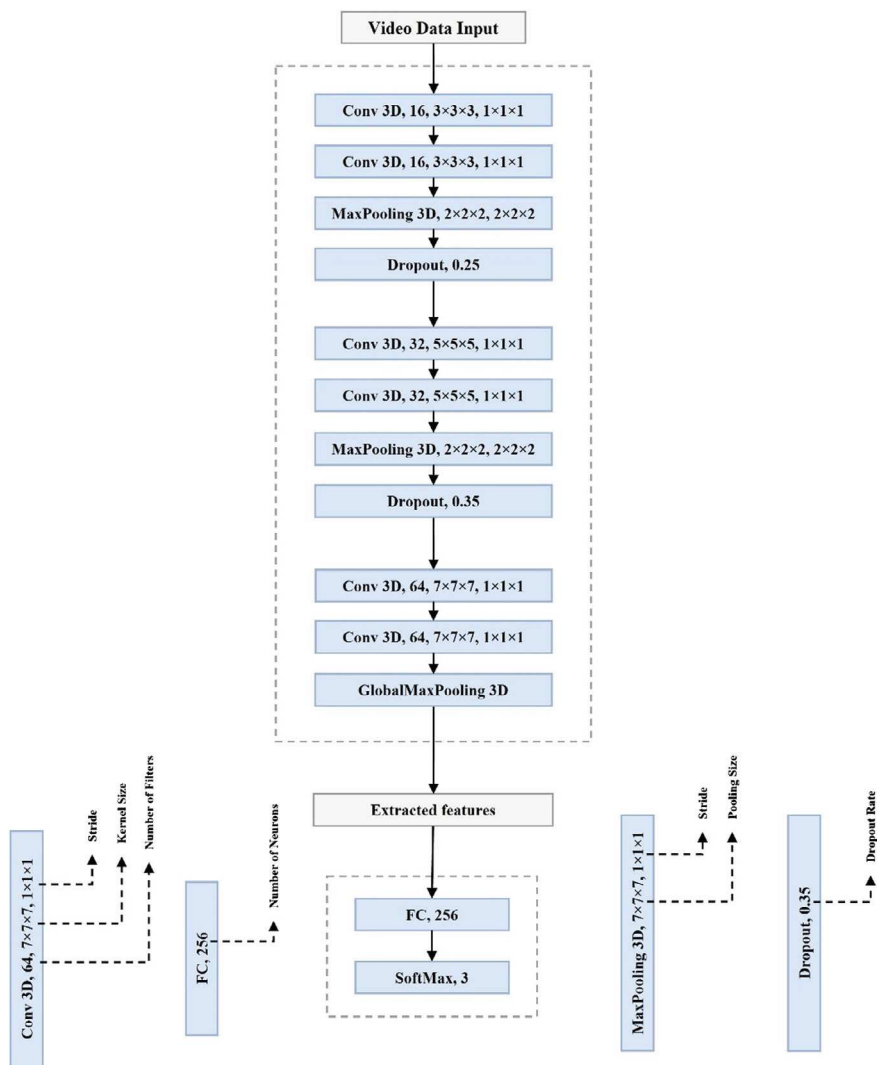 Video Data Input
Conv 3D, 16, 3×3×3, 1×1×1
Conv 3D, 16, 3×3×3, 1×1×1
MaxPooling 3D, 2×2×2, 2×2×2
Dropout, 0.25
Conv 3D, 32, 5×5×5, 1×1×1
Conv 3D, 32, 5×5×5, 1×1×1
MaxPooling 3D, 2×2×2, 2×2×2
Dropout, 0.35
Conv 3D, 64, 7×7×7, 1×1×1
Conv 3D, 64, 7×7×7, 1×1×1
GlobalMaxPooling 3D
Extracted features
FC, 256
SoftMax, 3
Conv 3D, 64, 7×7×7, 1×1×1
Stride
Kernel Size
Number of Filters
FC, 256
Number of Neurons
MaxPooling 3D, 7×7×7, 1×1×1
Stride
Pooling Size
Dropout, 0.35
Dropout Rate